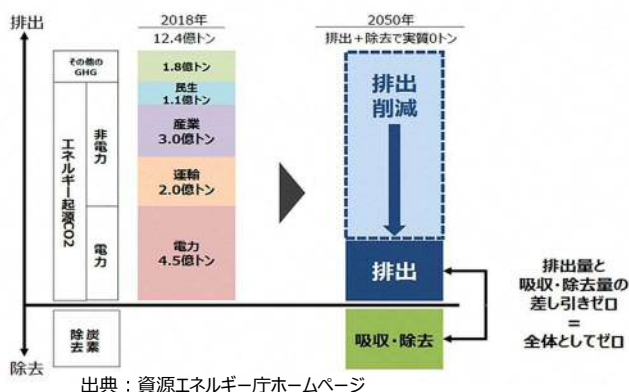 排出
2018年
12.4億トン
2050年
排出+除去で実質0トン
その他の
GHG
1.8億トン
エネルギー起源CO2
非電力
民生
1.1億トン
産業
3.0億トン
運輸
2.0億トン
電力
電力
4.5億トン
排出
削減
排出
排出量と
吸収・除去量の
差し引きゼロ
=
全体としてゼロ
炭素
除去
吸収・除去
除去
出典:資源エネルギー庁ホームページ